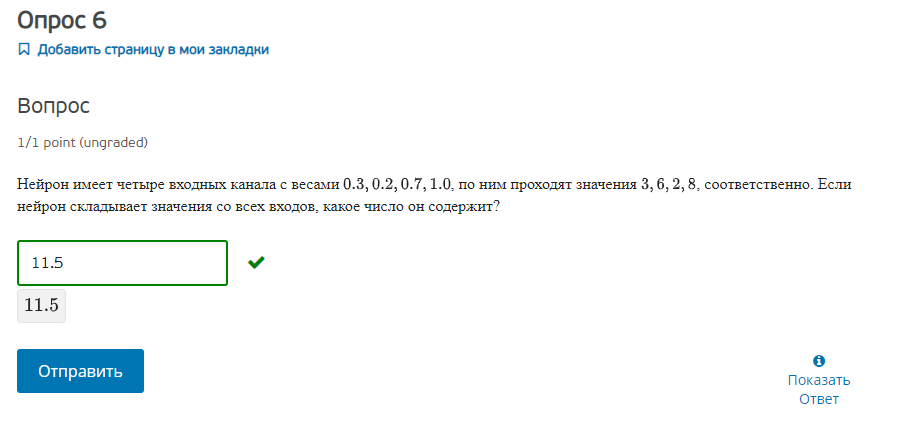 Опрос 6
Добавить страницу в мои закладки
Вопрос
1/1 point (ungraded)
Нейрон имеет четыре входных канала с весами 0.3, 0.2, 0.7, 1.0, по ним проходят значения 3, 6, 2, 8, соответственно. Если
нейрон складывает значения со всех входов, какое число он содержит?
11.5
11.5
Отправить
Показать
Ответ